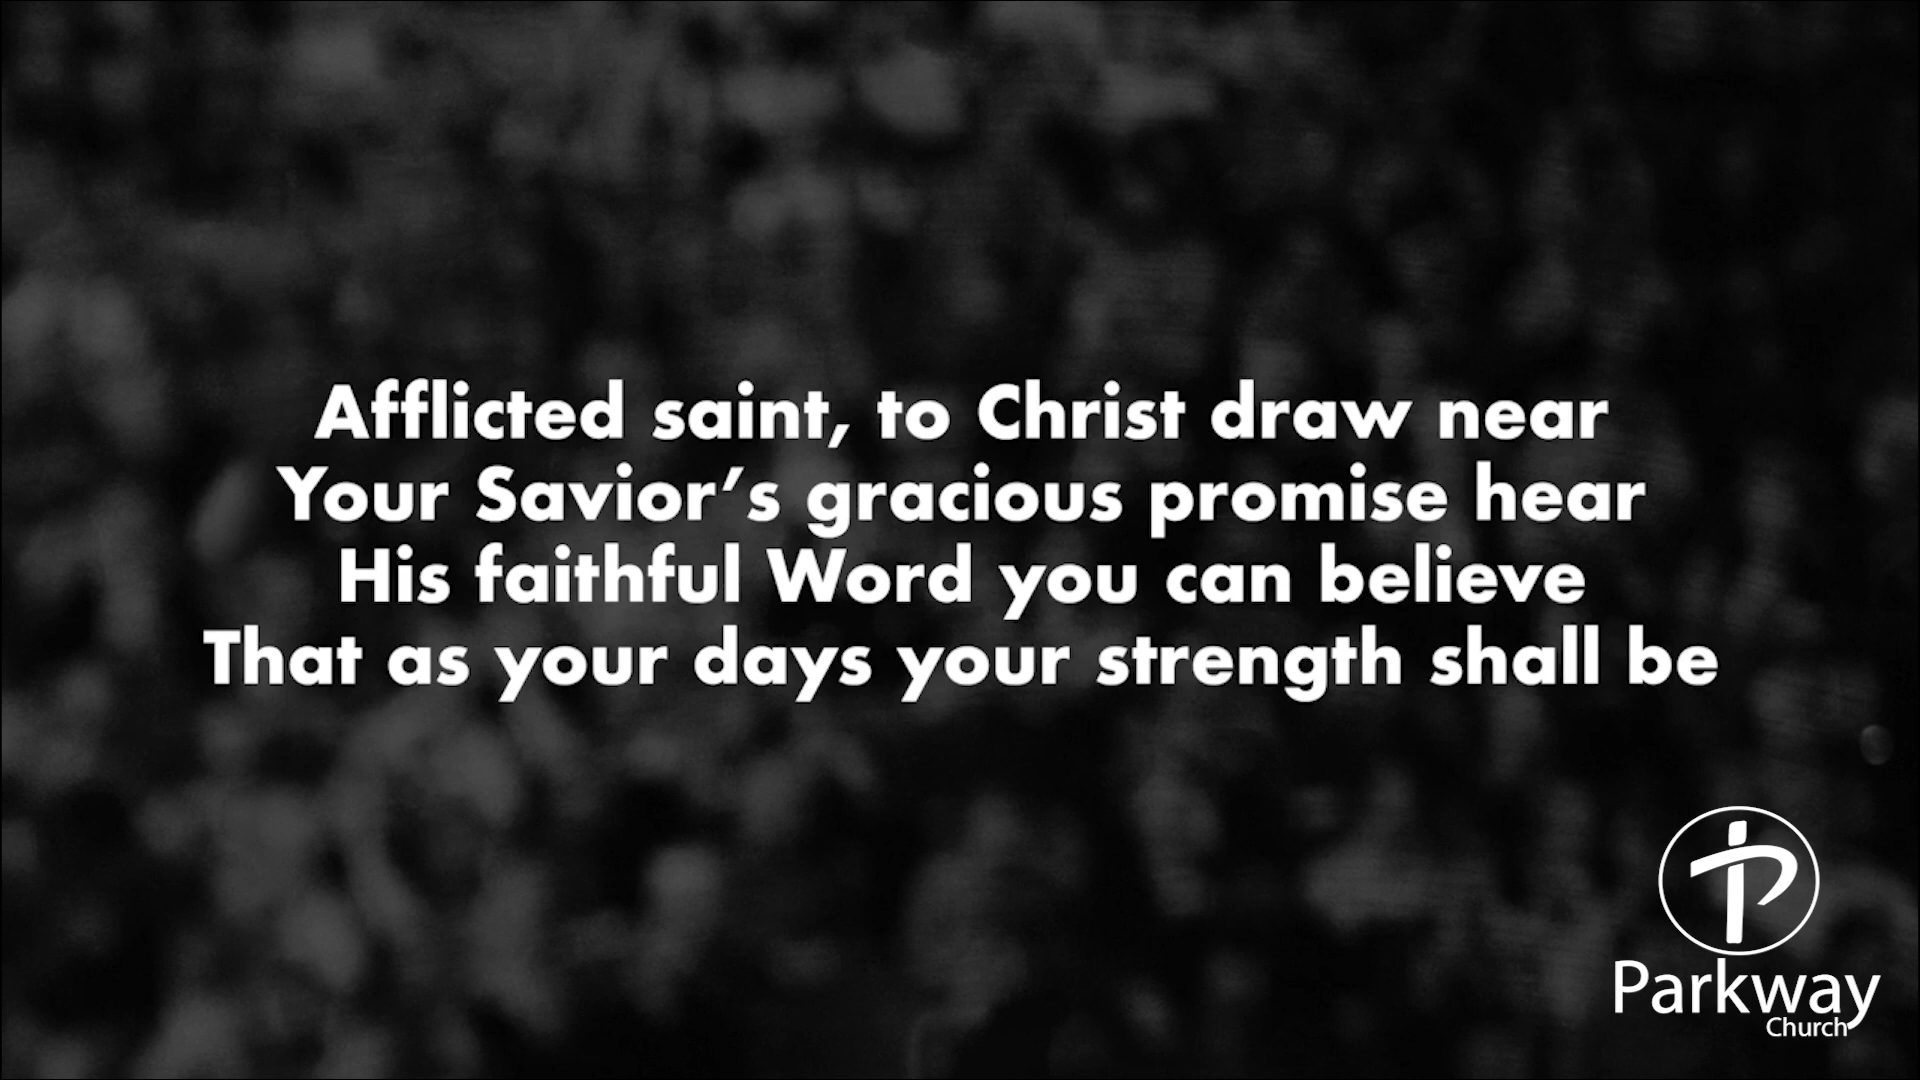 Afflicted saint, to Christ draw near
Your Savior’s gracious promise hear
His faithful Word you can believe
That as your days your strength shall be
Parkway
Church